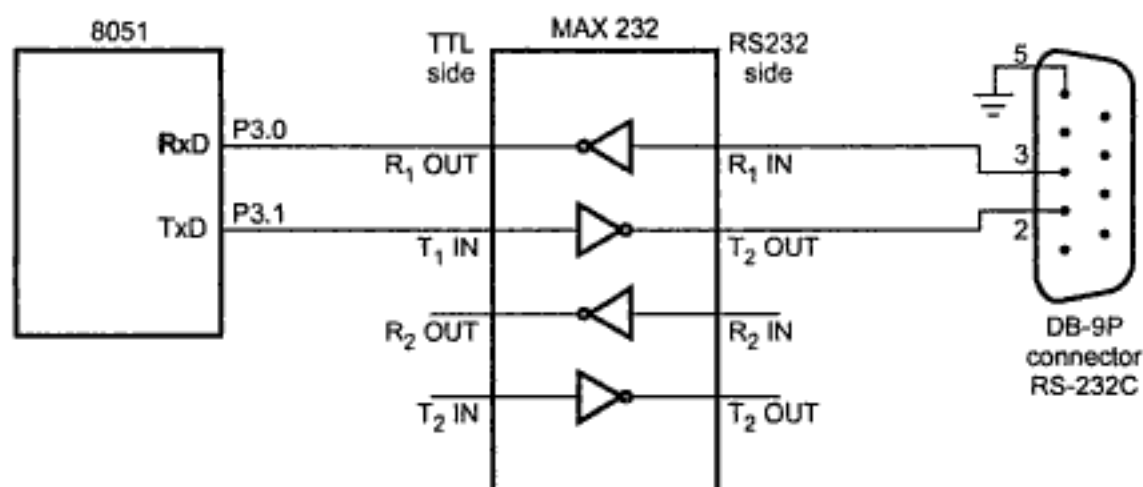 8051
TTL
side
MAX 232
RS232
side
5
RxD
P3.0
R1 OUT
R1 IN
3
TxD
P3.1
T1 IN
T2 OUT
2
R2 OUT
R2 IN
T2 IN
T2 OUT
DB-9P
connector
RS-232C